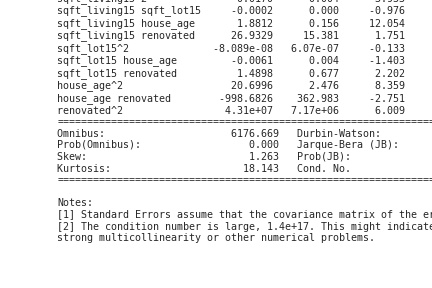 sqft_living15 sqft_lot15 -0.0002 0.000 -0.976
sqft_living15 house_age 1.8812 0.156 12.054
sqft_living15 renovated 26.9329 15.381 1.751
sqft_lot15^2 -8.089e-08 6.07e-07 -0.133
sqft_lot15 house_age -0.0061 0.004 -1.403
sqft_lot15 renovated 1.4898 0.677 2.202
house_age^2 20.6996 2.476 8.359
house_age renovated -998.6826 362.983 -2.751
renovated^2 4.31e+07 7.17e+06 6.009
Omnibus: 6176.669 Durbin-Watson:
Prob(Omnibus): 0.000 Jarque-Bera (JB):
Skew: 1.263 Prob(JB):
Kurtosis: 18.143 Cond. No.
Notes:
[1] Standard Errors assume that the covariance matrix of the er
[2] The condition number is large, 1.4e+17. This might indicate
strong multicollinearity or other numerical problems.